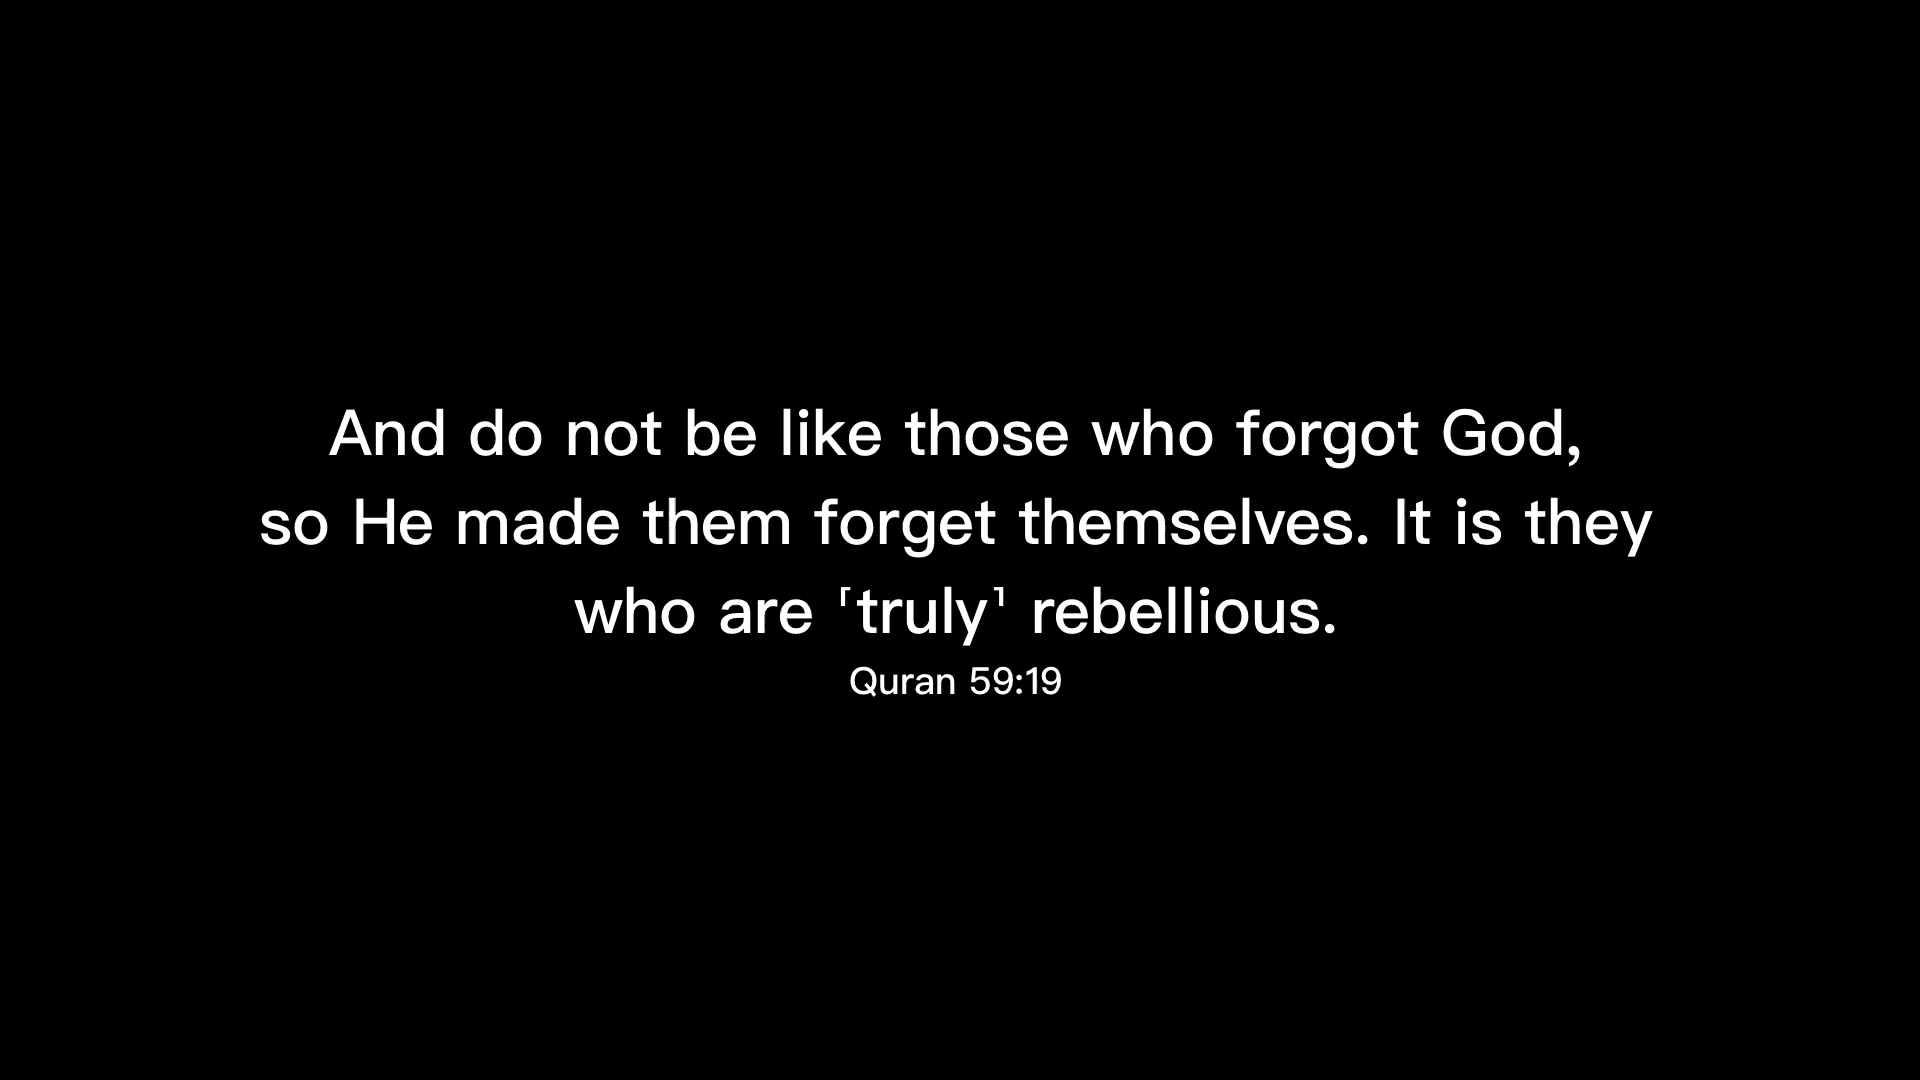 And do not be like those who forgot God,
so He made them forget themselves. It is they
who are ˹truly˺ rebellious.
Quran 59:19